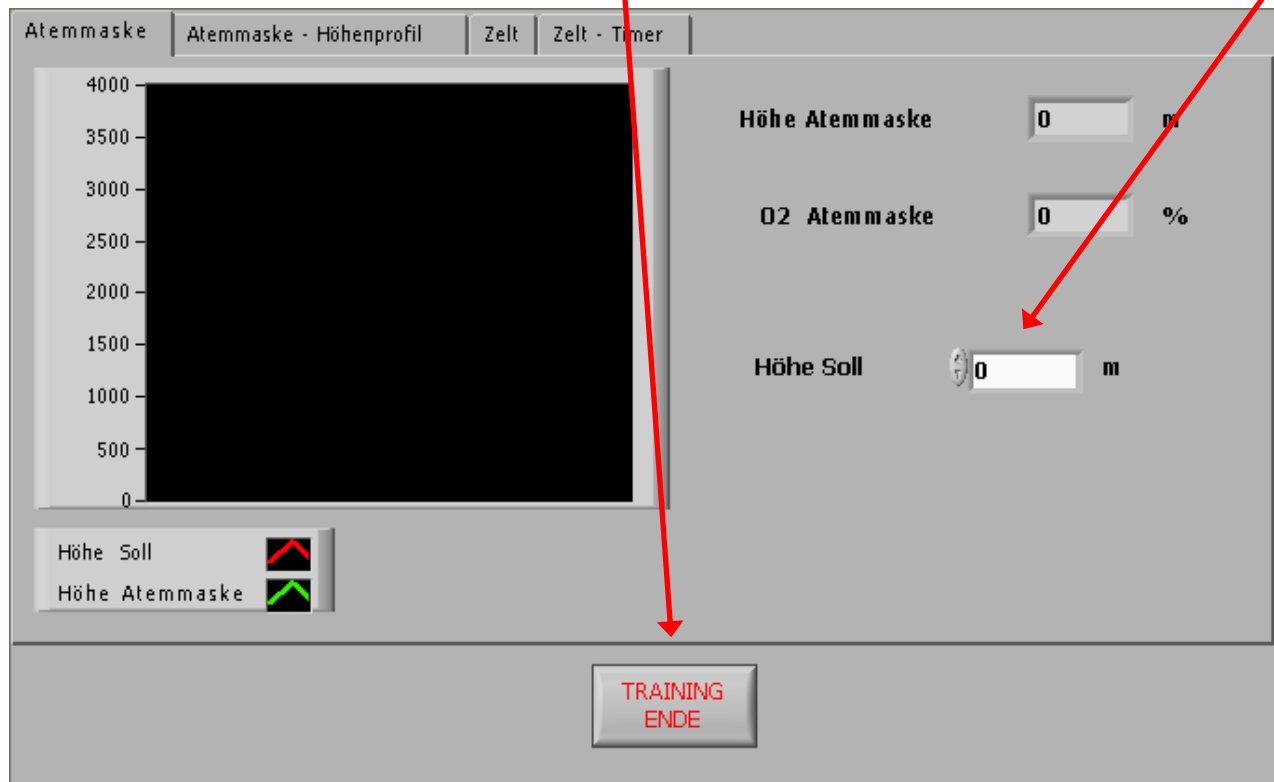 Atemmaske
Atemmaske - Höhenprofil
Zelt
Zelt - Timer
4000
3500
3000
2500
2000
1500
1000
500
0
Höhe Atemmaske 0 m
O2 Atemmaske 0 %
Höhe Soll 0 m
Höhe Soll
Höhe Atemmaske
TRAINING
ENDE